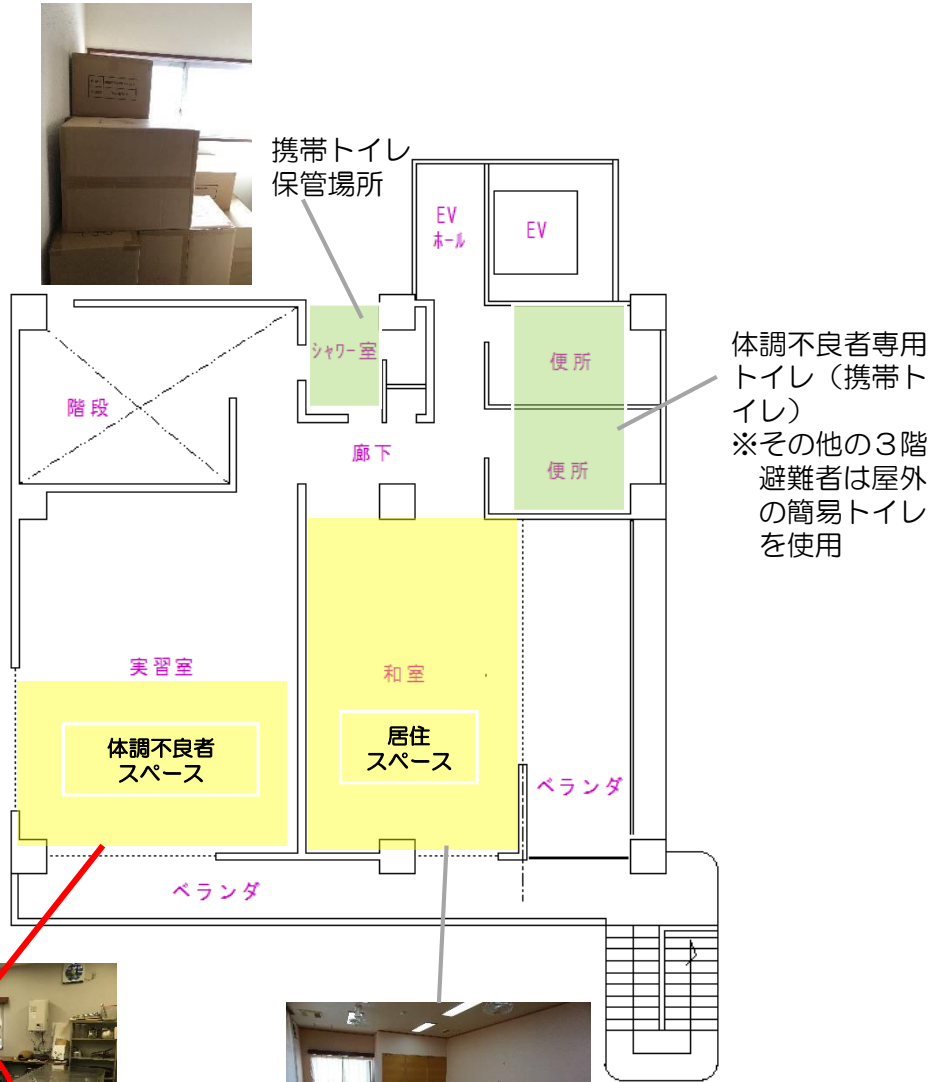 携帯トイレ
保管場所
EV
ホール
EV
シャワー室
便所
体調不良者専用
トイレ（携帯ト
イレ）
※その他の３階
避難者は屋外
の簡易トイレ
を使用
階段
廊下
便所
実習室
和室
体調不良者
スペース
居住
スペース
ベランダ
ベランダ